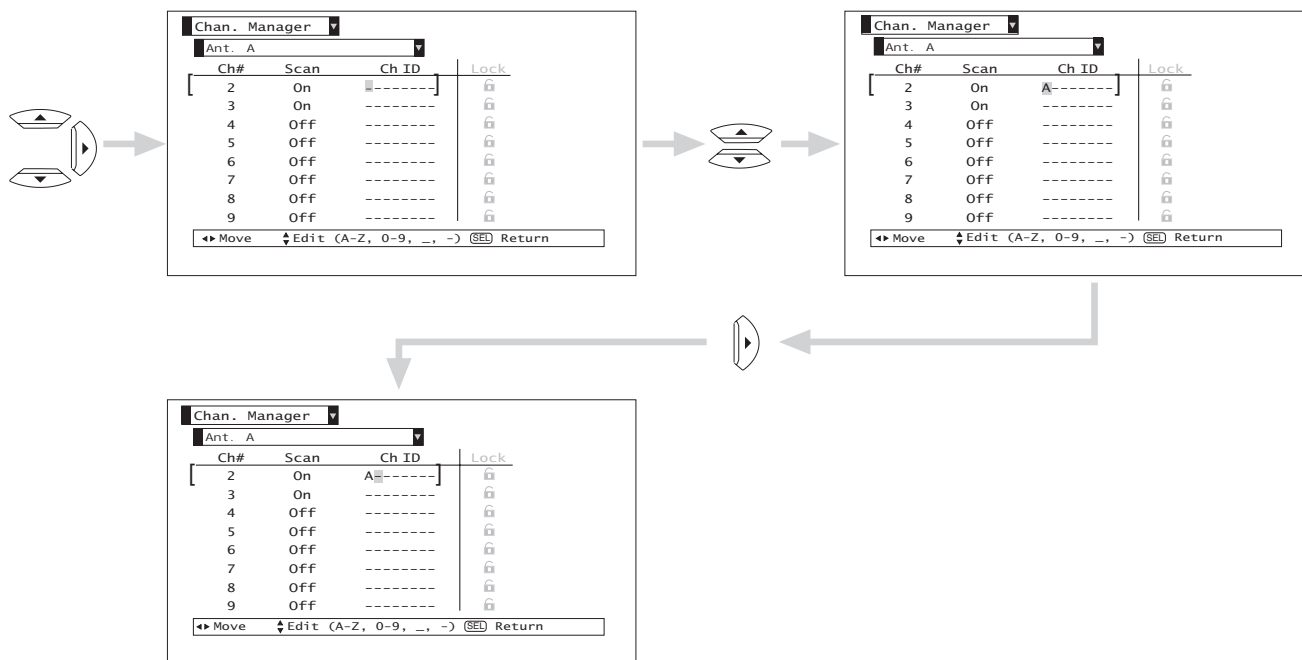 Chan. Manager
Ant. A
Ch# Scan Ch ID Lock
2 On --------
3 On --------
4 Off --------
5 Off --------
6 Off --------
7 Off --------
8 Off --------
9 Off --------
Move Edit (A-Z, 0-9, _, -) SEL Return
Chan. Manager
Ant. A
Ch# Scan Ch ID Lock
2 On A-------
3 On --------
4 Off --------
5 Off --------
6 Off --------
7 Off --------
8 Off --------
9 Off --------
Move Edit (A-Z, 0-9, _, -) SEL Return
Chan. Manager
Ant. A
Ch# Scan Ch ID Lock
2 On A-------
3 On --------
4 Off --------
5 Off --------
6 Off --------
7 Off --------
8 Off --------
9 Off --------
Move Edit (A-Z, 0-9, _, -) SEL Return